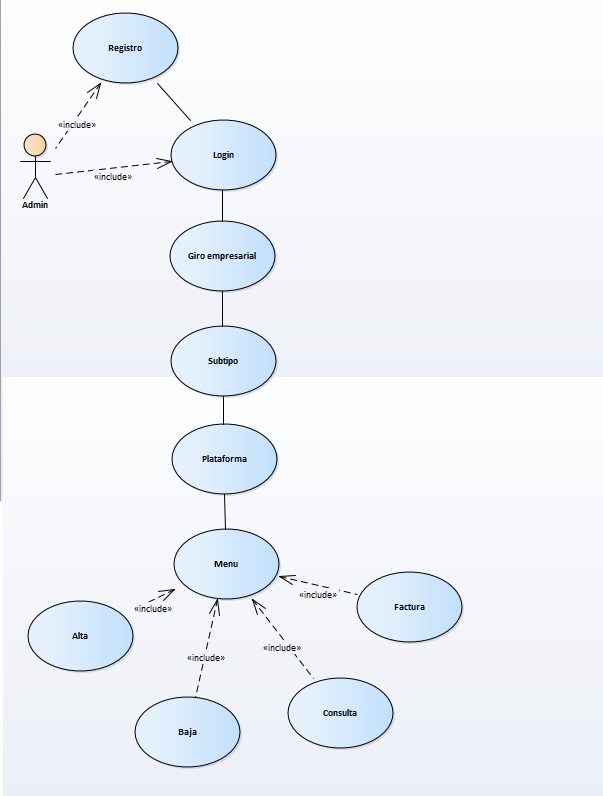 Registro
«include»
Login
«include»
Admin
Giro empresarial
Subtipo
Plataforma
Menu
«include»
«include»
Factura
Alta
«include»
«include»
Consulta
Baja